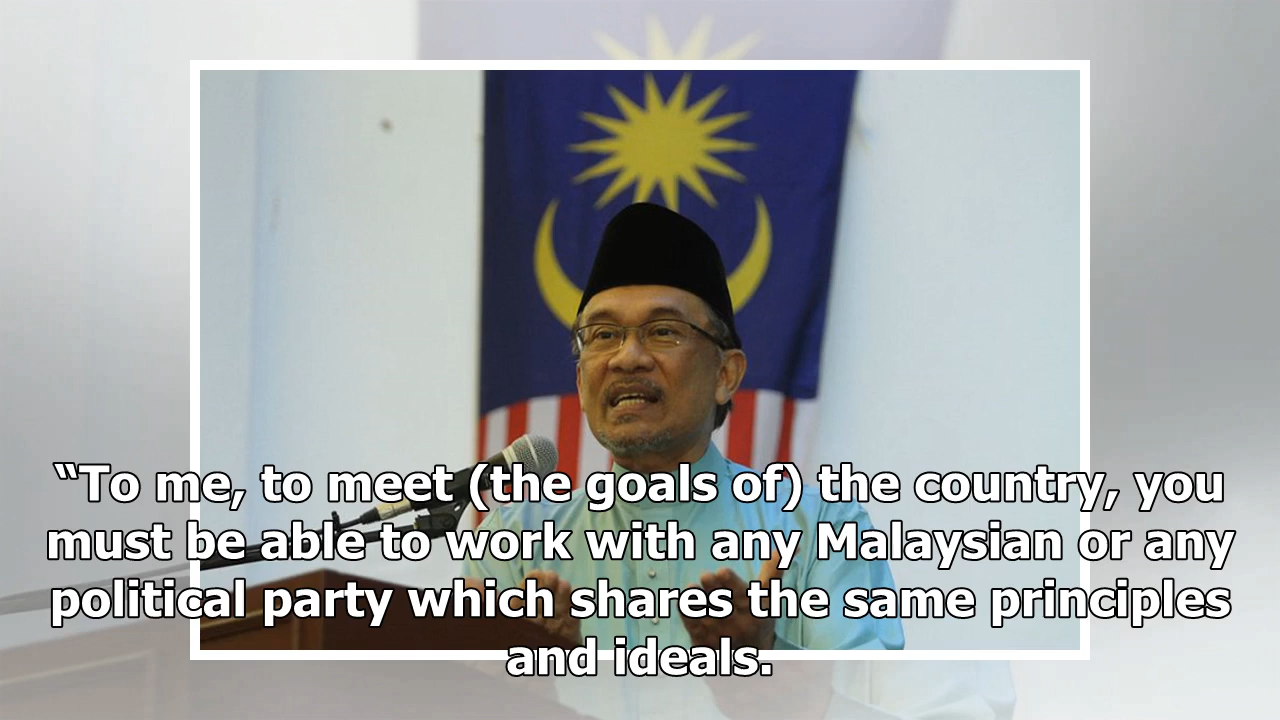 “To me, to meet (the goals of) the country, you
must be able to work with any Malaysian or any
political party which shares the same principles
and ideals.